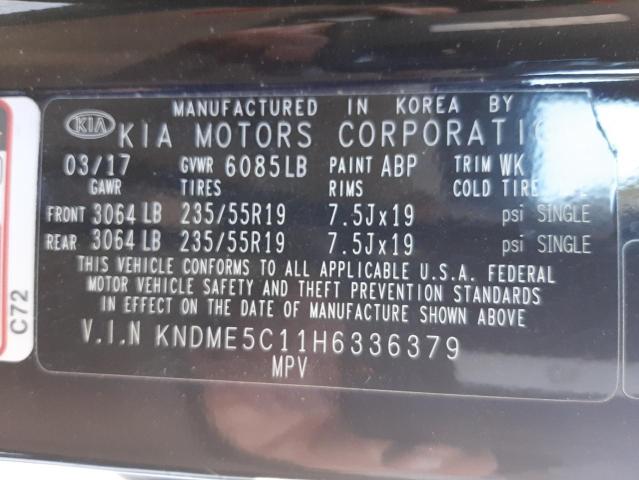 MANUFACTURED IN KOREA BY
KIA KIA MOTORS CORPORATIO
03/17 GVWR 6085LB PAINT ABP TRIM WK
GAWR TIRES RIMS COLD TIRE
FRONT 3064 LB 235/55R19 7.5Jx19 psi SINGLE
REAR 3064 LB 235/55R19 7.5Jx19 psi SINGLE
THIS VEHICLE CONFORMS TO ALL APPLICABLE U.S.A. FEDERAL
MOTOR VEHICLE SAFETY AND THEFT PREVENTION STANDARDS
IN EFFECT ON THE DATE OF MANUFACTURE SHOWN ABOVE
V.I.N KNDME5C11H6336379
MPV
C72